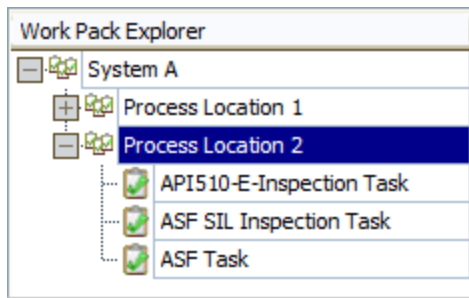 Work Pack Explorer
System A
Process Location 1
Process Location 2
API510-E-Inspection Task
ASF SIL Inspection Task
ASF Task